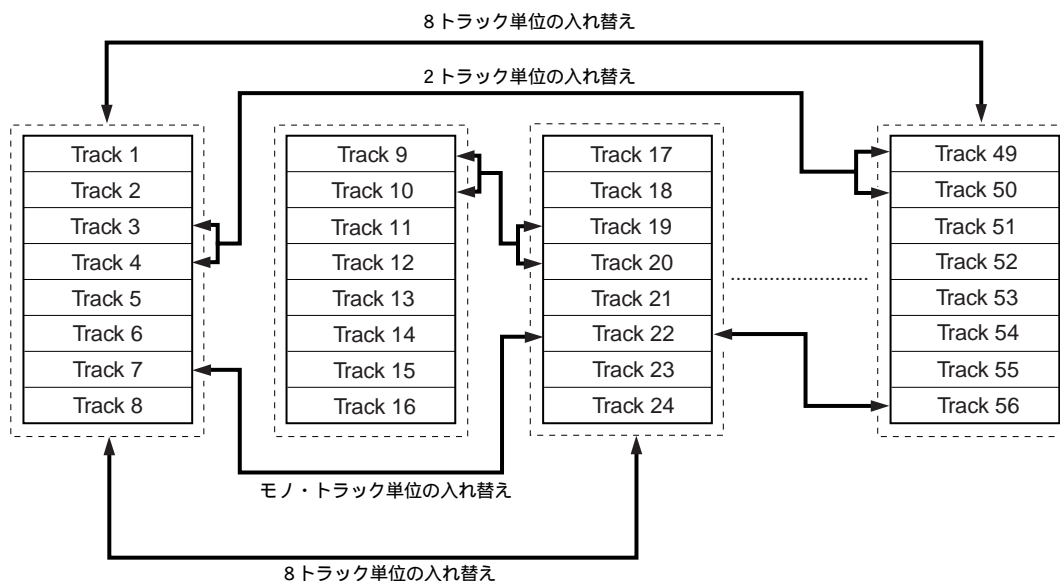 8トラック単位の入れ替え
2トラック単位の入れ替え
Track 1
Track 2
Track 3
Track 4
Track 5
Track 6
Track 7
Track 8
Track 9
Track 10
Track 11
Track 12
Track 13
Track 14
Track 15
Track 16
Track 17
Track 18
Track 19
Track 20
Track 21
Track 22
Track 23
Track 24
Track 49
Track 50
Track 51
Track 52
Track 53
Track 54
Track 55
Track 56
モノ・トラック単位の入れ替え
8トラック単位の入れ替え